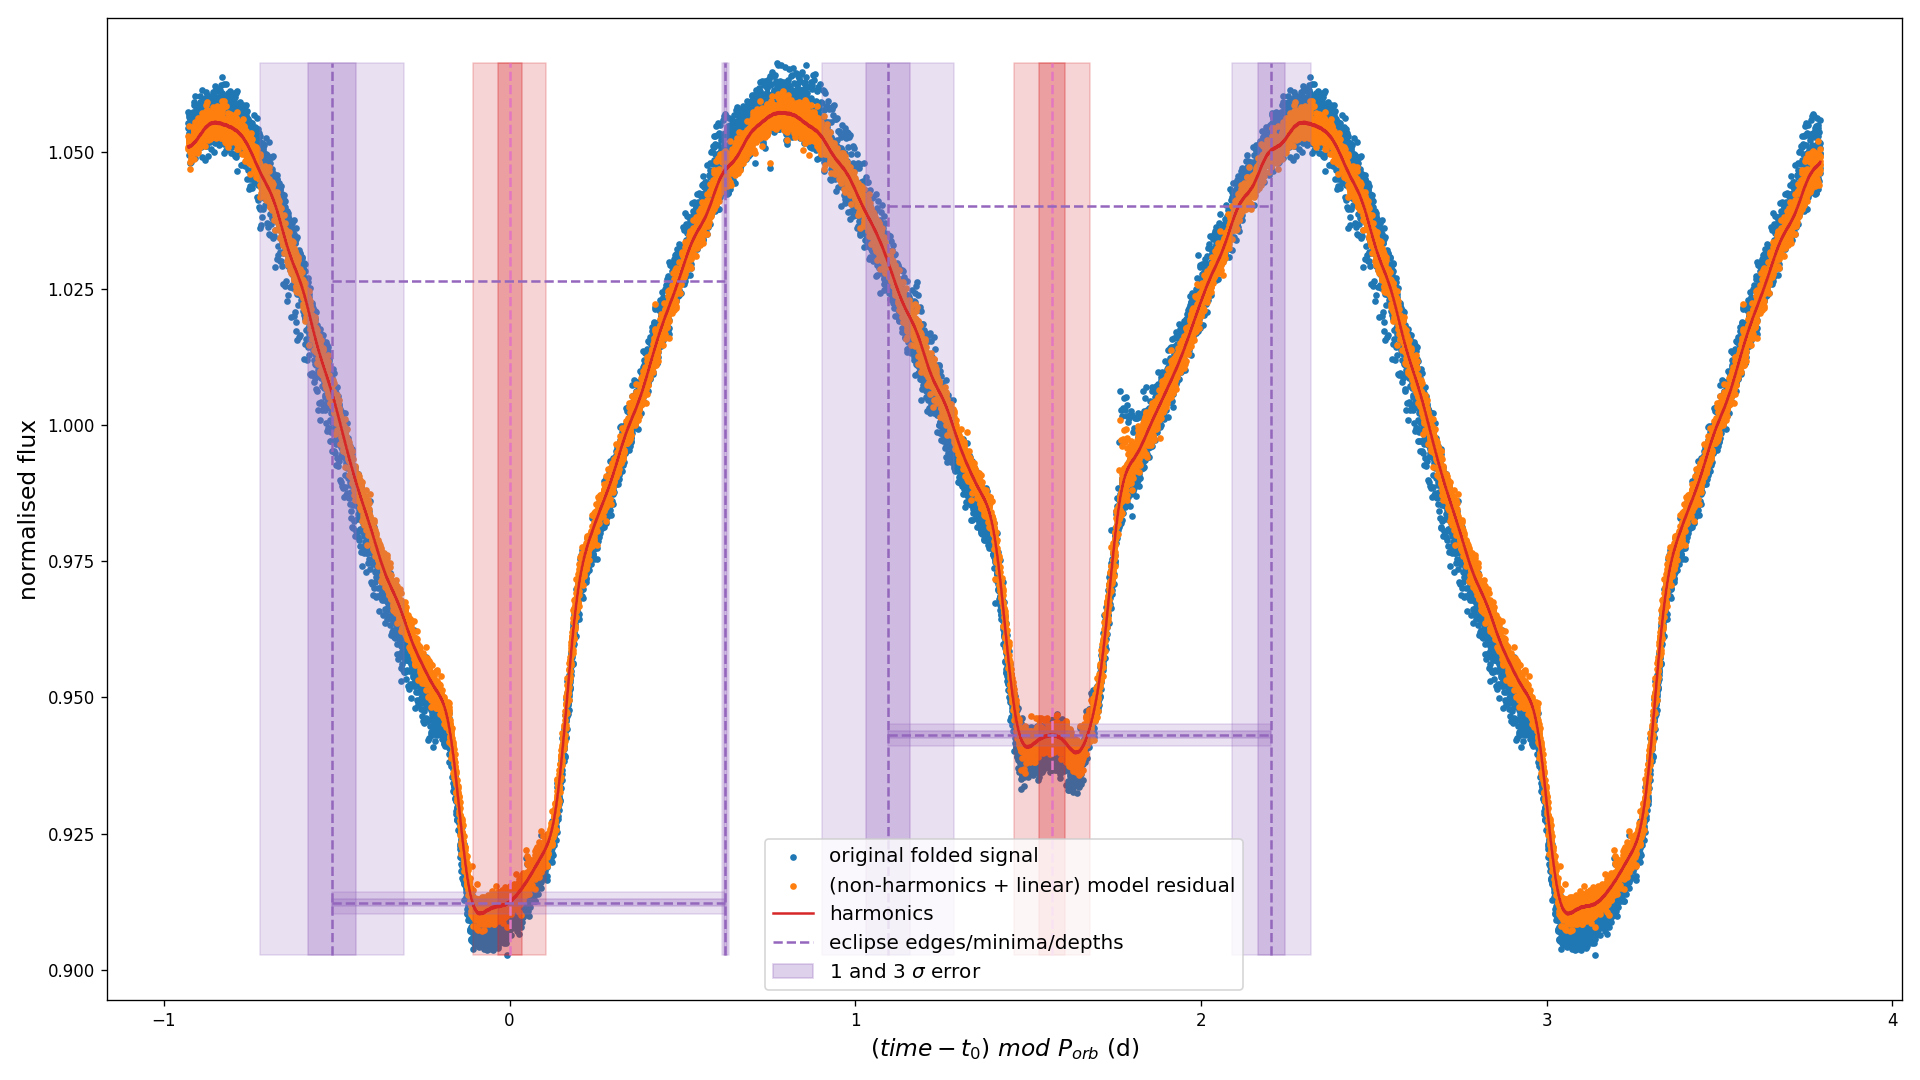 normalised flux
1.050
1.025
1.000
0.975
0.950
0.925
0.900
original folded signal
(non-harmonics + linear) model residual
harmonics
eclipse edges/minima/depths
1 and 3 σ error
−1
0
1
2
3
4
(time − t₀) mod Pₒᵣb (d)